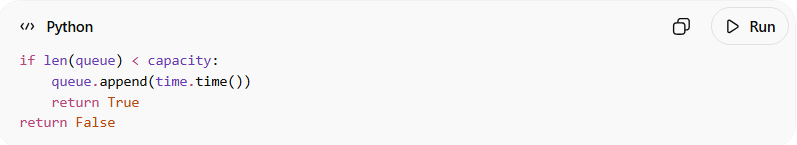 Python
Run
if len(queue) < capacity:
    queue.append(time.time())
    return True
return False